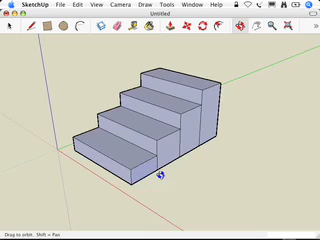 SketchUp File Edit View Camera Draw Tools Window Help
Untitled
Drag to orbit. Shift = Pan